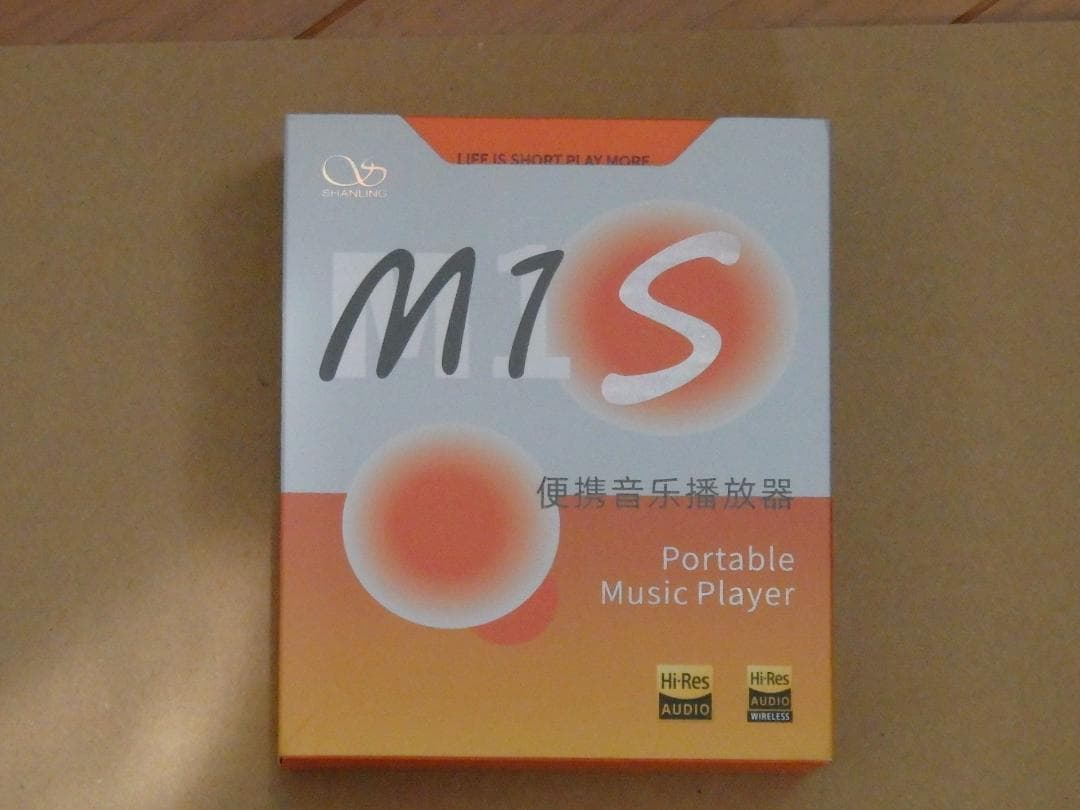 LIFE IS SHORT PLAY MORE
SHANLING
M1S
M1
便携音乐播放器
Portable
Music Player
Hi-Res
AUDIO
Hi-Res
AUDIO
WIRELESS